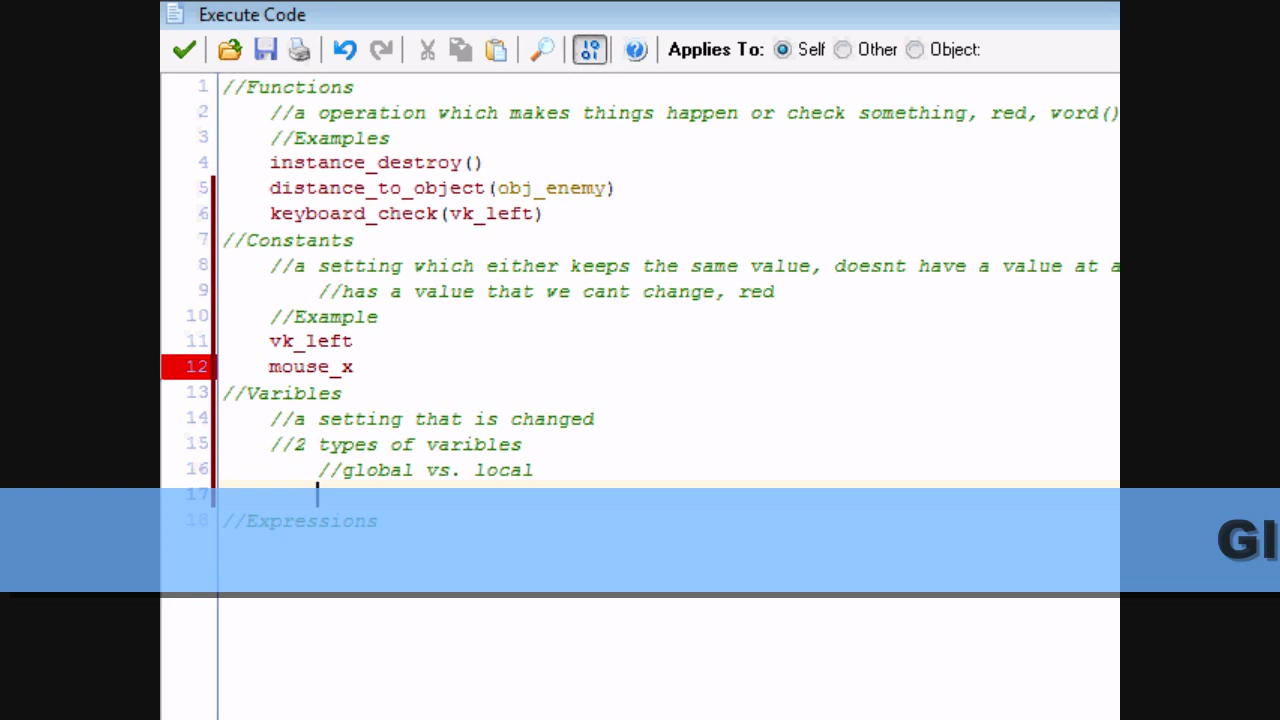 Execute Code
Applies To: Self Other Object:
1 //Functions
2 //a operation which makes things happen or check something, red, word()
3 //Examples
4 instance_destroy()
5 distance_to_object(obj_enemy)
6 keyboard_check(vk_left)
7 //Constants
8 //a setting which either keeps the same value, doesnt have a value at a
9 //has a value that we cant change, red
10 //Example
11 vk_left
12 mouse_x
13 //Varibles
14 //a setting that is changed
15 //2 types of varibles
16 //global vs. local
17
18 //Expressions